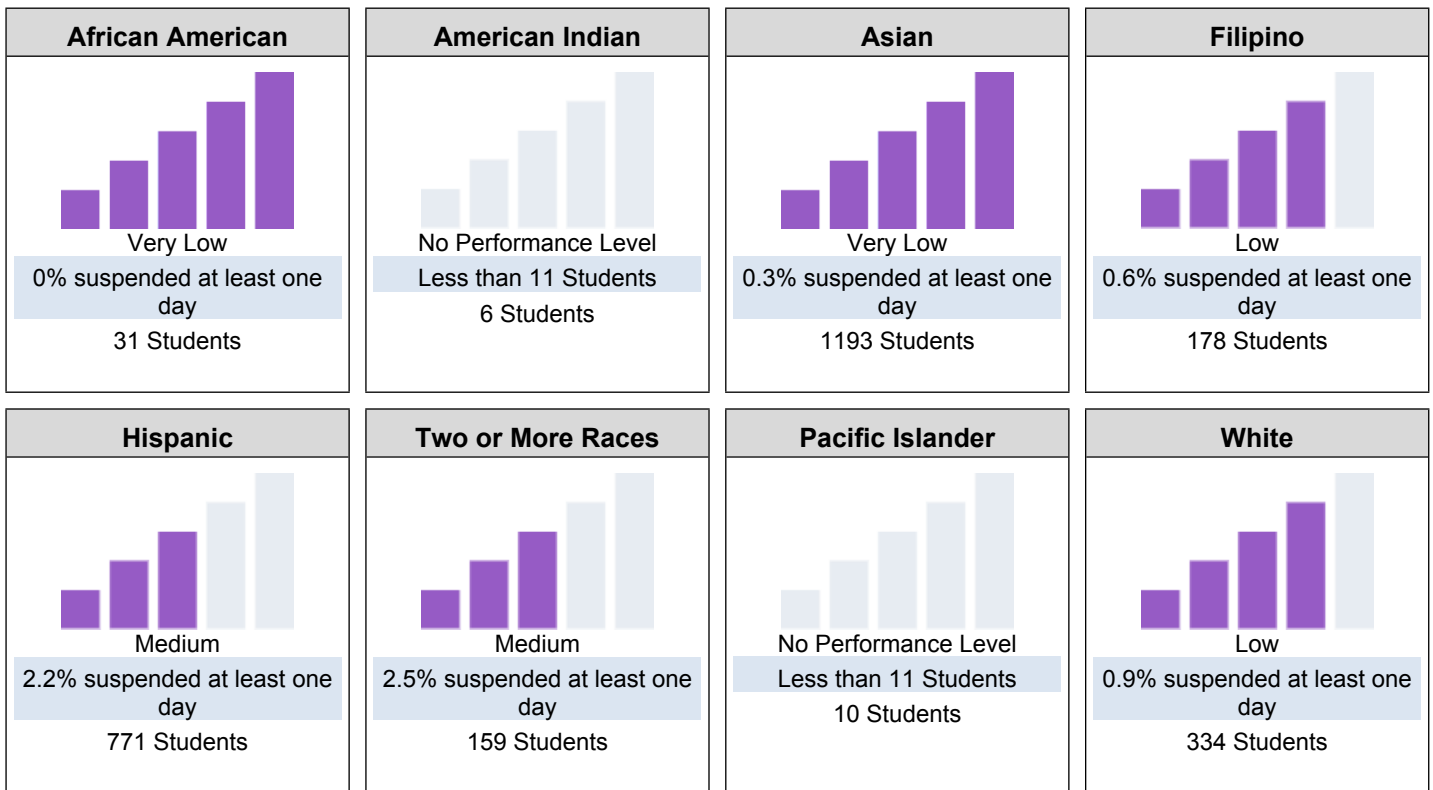 African American
Very Low
0% suspended at least one
day
31 Students
American Indian
No Performance Level
Less than 11 Students
6 Students
Asian
Very Low
0.3% suspended at least one
day
1193 Students
Filipino
Low
0.6% suspended at least one
day
178 Students
Hispanic
Medium
2.2% suspended at least one
day
771 Students
Two or More Races
Medium
2.5% suspended at least one
day
159 Students
Pacific Islander
No Performance Level
Less than 11 Students
10 Students
White
Low
0.9% suspended at least one
day
334 Students